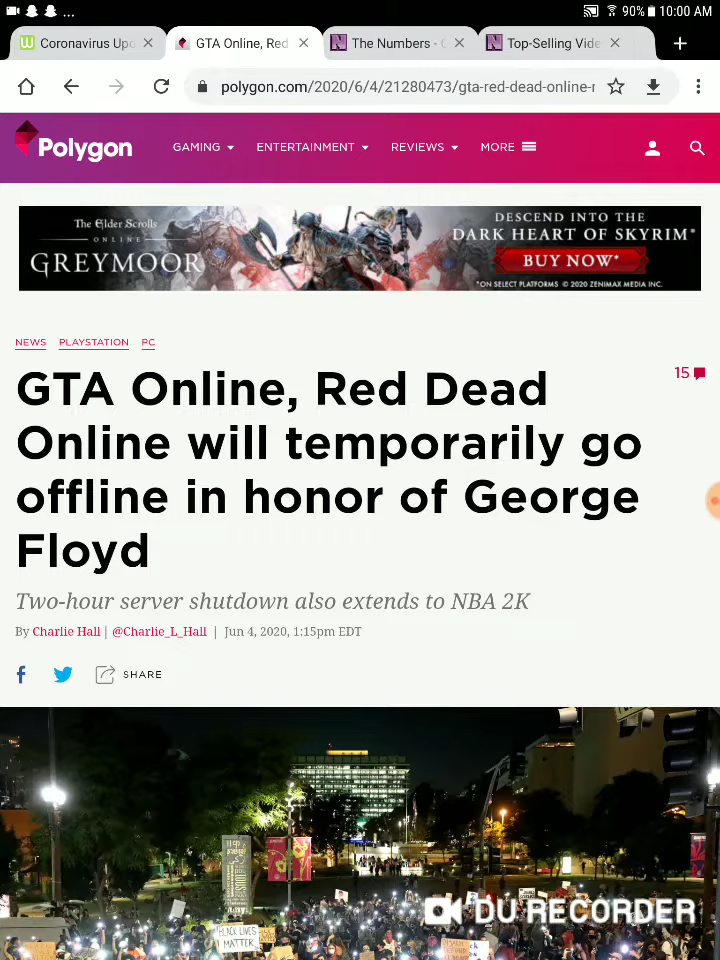 ... 90% 10:00 AM
Coronavirus Upd
GTA Online, Red
The Numbers -
Top-Selling Vide
polygon.com/2020/6/4/21280473/gta-red-dead-online-r
Polygon
GAMING
ENTERTAINMENT
REVIEWS
MORE
The Elder Scrolls
ONLINE
GREYMOOR
DESCEND INTO THE
DARK HEART OF SKYRIM*
BUY NOW*
*ON SELECT PLATFORMS © 2020 ZENIMAX MEDIA INC.
NEWS PLAYSTATION PC
15
GTA Online, Red Dead
Online will temporarily go
offline in honor of George
Floyd
Two-hour server shutdown also extends to NBA 2K
By Charlie Hall | @Charlie_L_Hall | Jun 4, 2020, 1:15pm EDT
SHARE
DU RECORDER
BLACK LIVES
MATTER